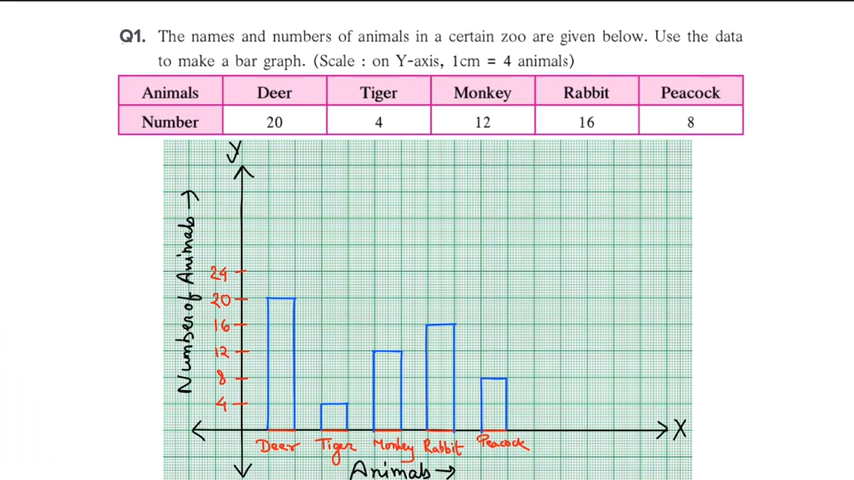 Q1. The names and numbers of animals in a certain zoo are given below. Use the data
to make a bar graph. (Scale : on Y-axis, 1cm = 4 animals)
Animals Deer Tiger Monkey Rabbit Peacock
Number 20 4 12 16 8
Y
Number of Animals →
24
20
16
12
8
4
X
Deer Tiger Monkey Rabbit Peacock
Animals →